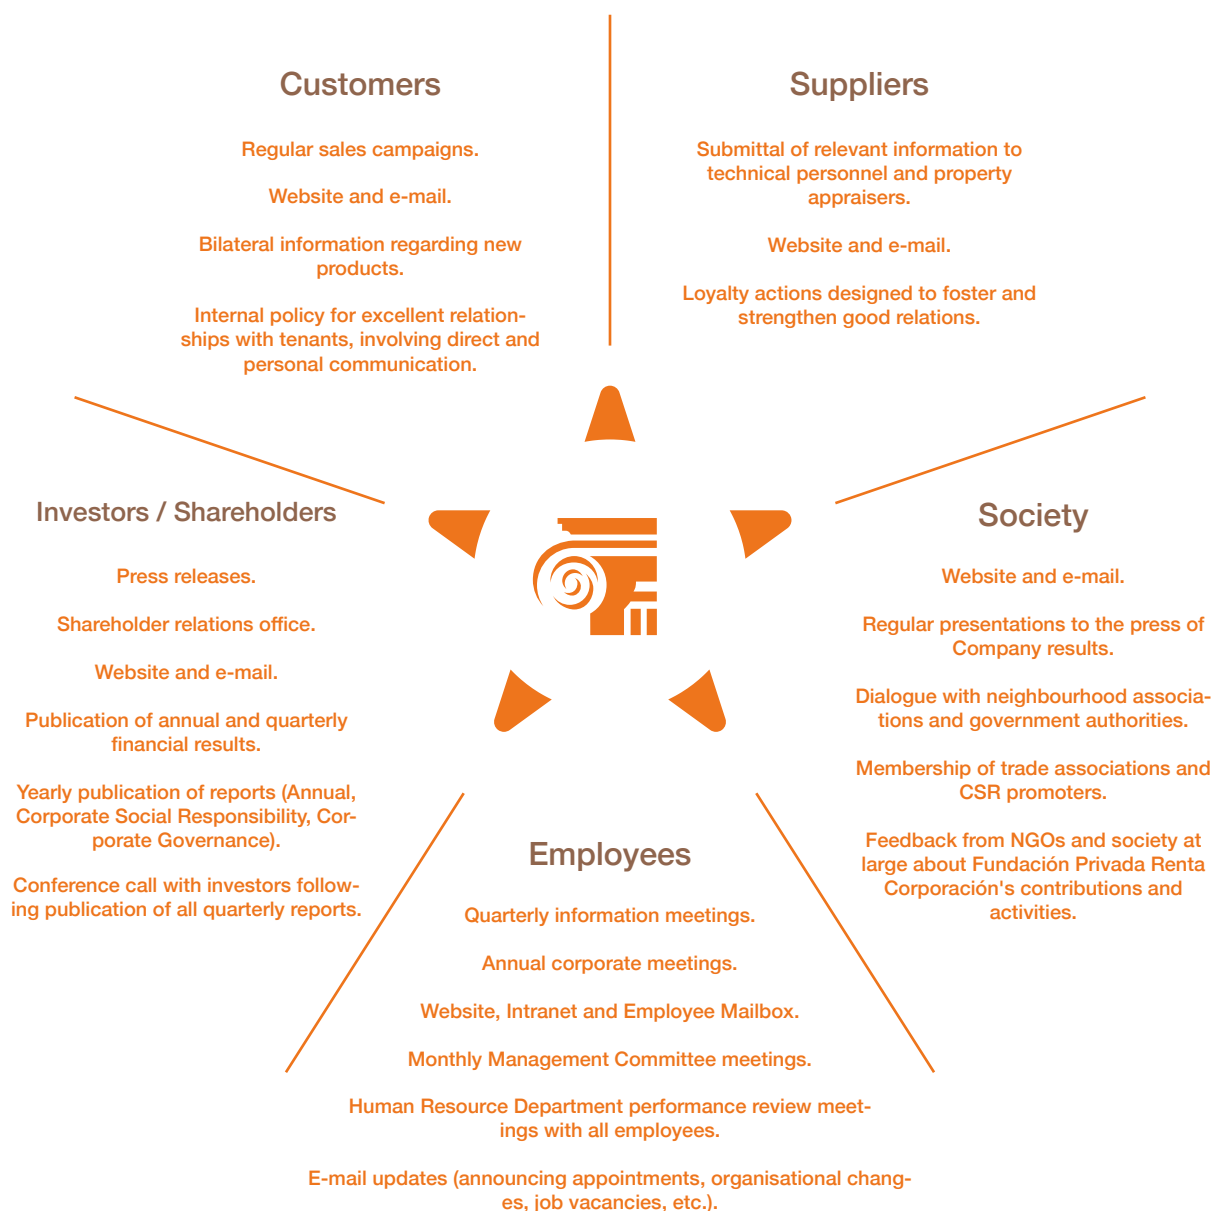 Customers
Regular sales campaigns.
Website and e-mail.
Bilateral information regarding new
products.
Internal policy for excellent relation-
ships with tenants, involving direct and
personal communication.
Suppliers
Submittal of relevant information to
technical personnel and property
appraisers.
Website and e-mail.
Loyalty actions designed to foster and
strengthen good relations.
Investors / Shareholders
Press releases.
Shareholder relations office.
Website and e-mail.
Publication of annual and quarterly
financial results.
Yearly publication of reports (Annual,
Corporate Social Responsibility, Cor-
porate Governance).
Conference call with investors follow-
ing publication of all quarterly reports.
Society
Website and e-mail.
Regular presentations to the press of
Company results.
Dialogue with neighbourhood associa-
tions and government authorities.
Membership of trade associations and
CSR promoters.
Feedback from NGOs and society at
large about Fundación Privada Renta
Corporación's contributions and
activities.
Employees
Quarterly information meetings.
Annual corporate meetings.
Website, Intranet and Employee Mailbox.
Monthly Management Committee meetings.
Human Resource Department performance review meet-
ings with all employees.
E-mail updates (announcing appointments, organisational chang-
es, job vacancies, etc.).